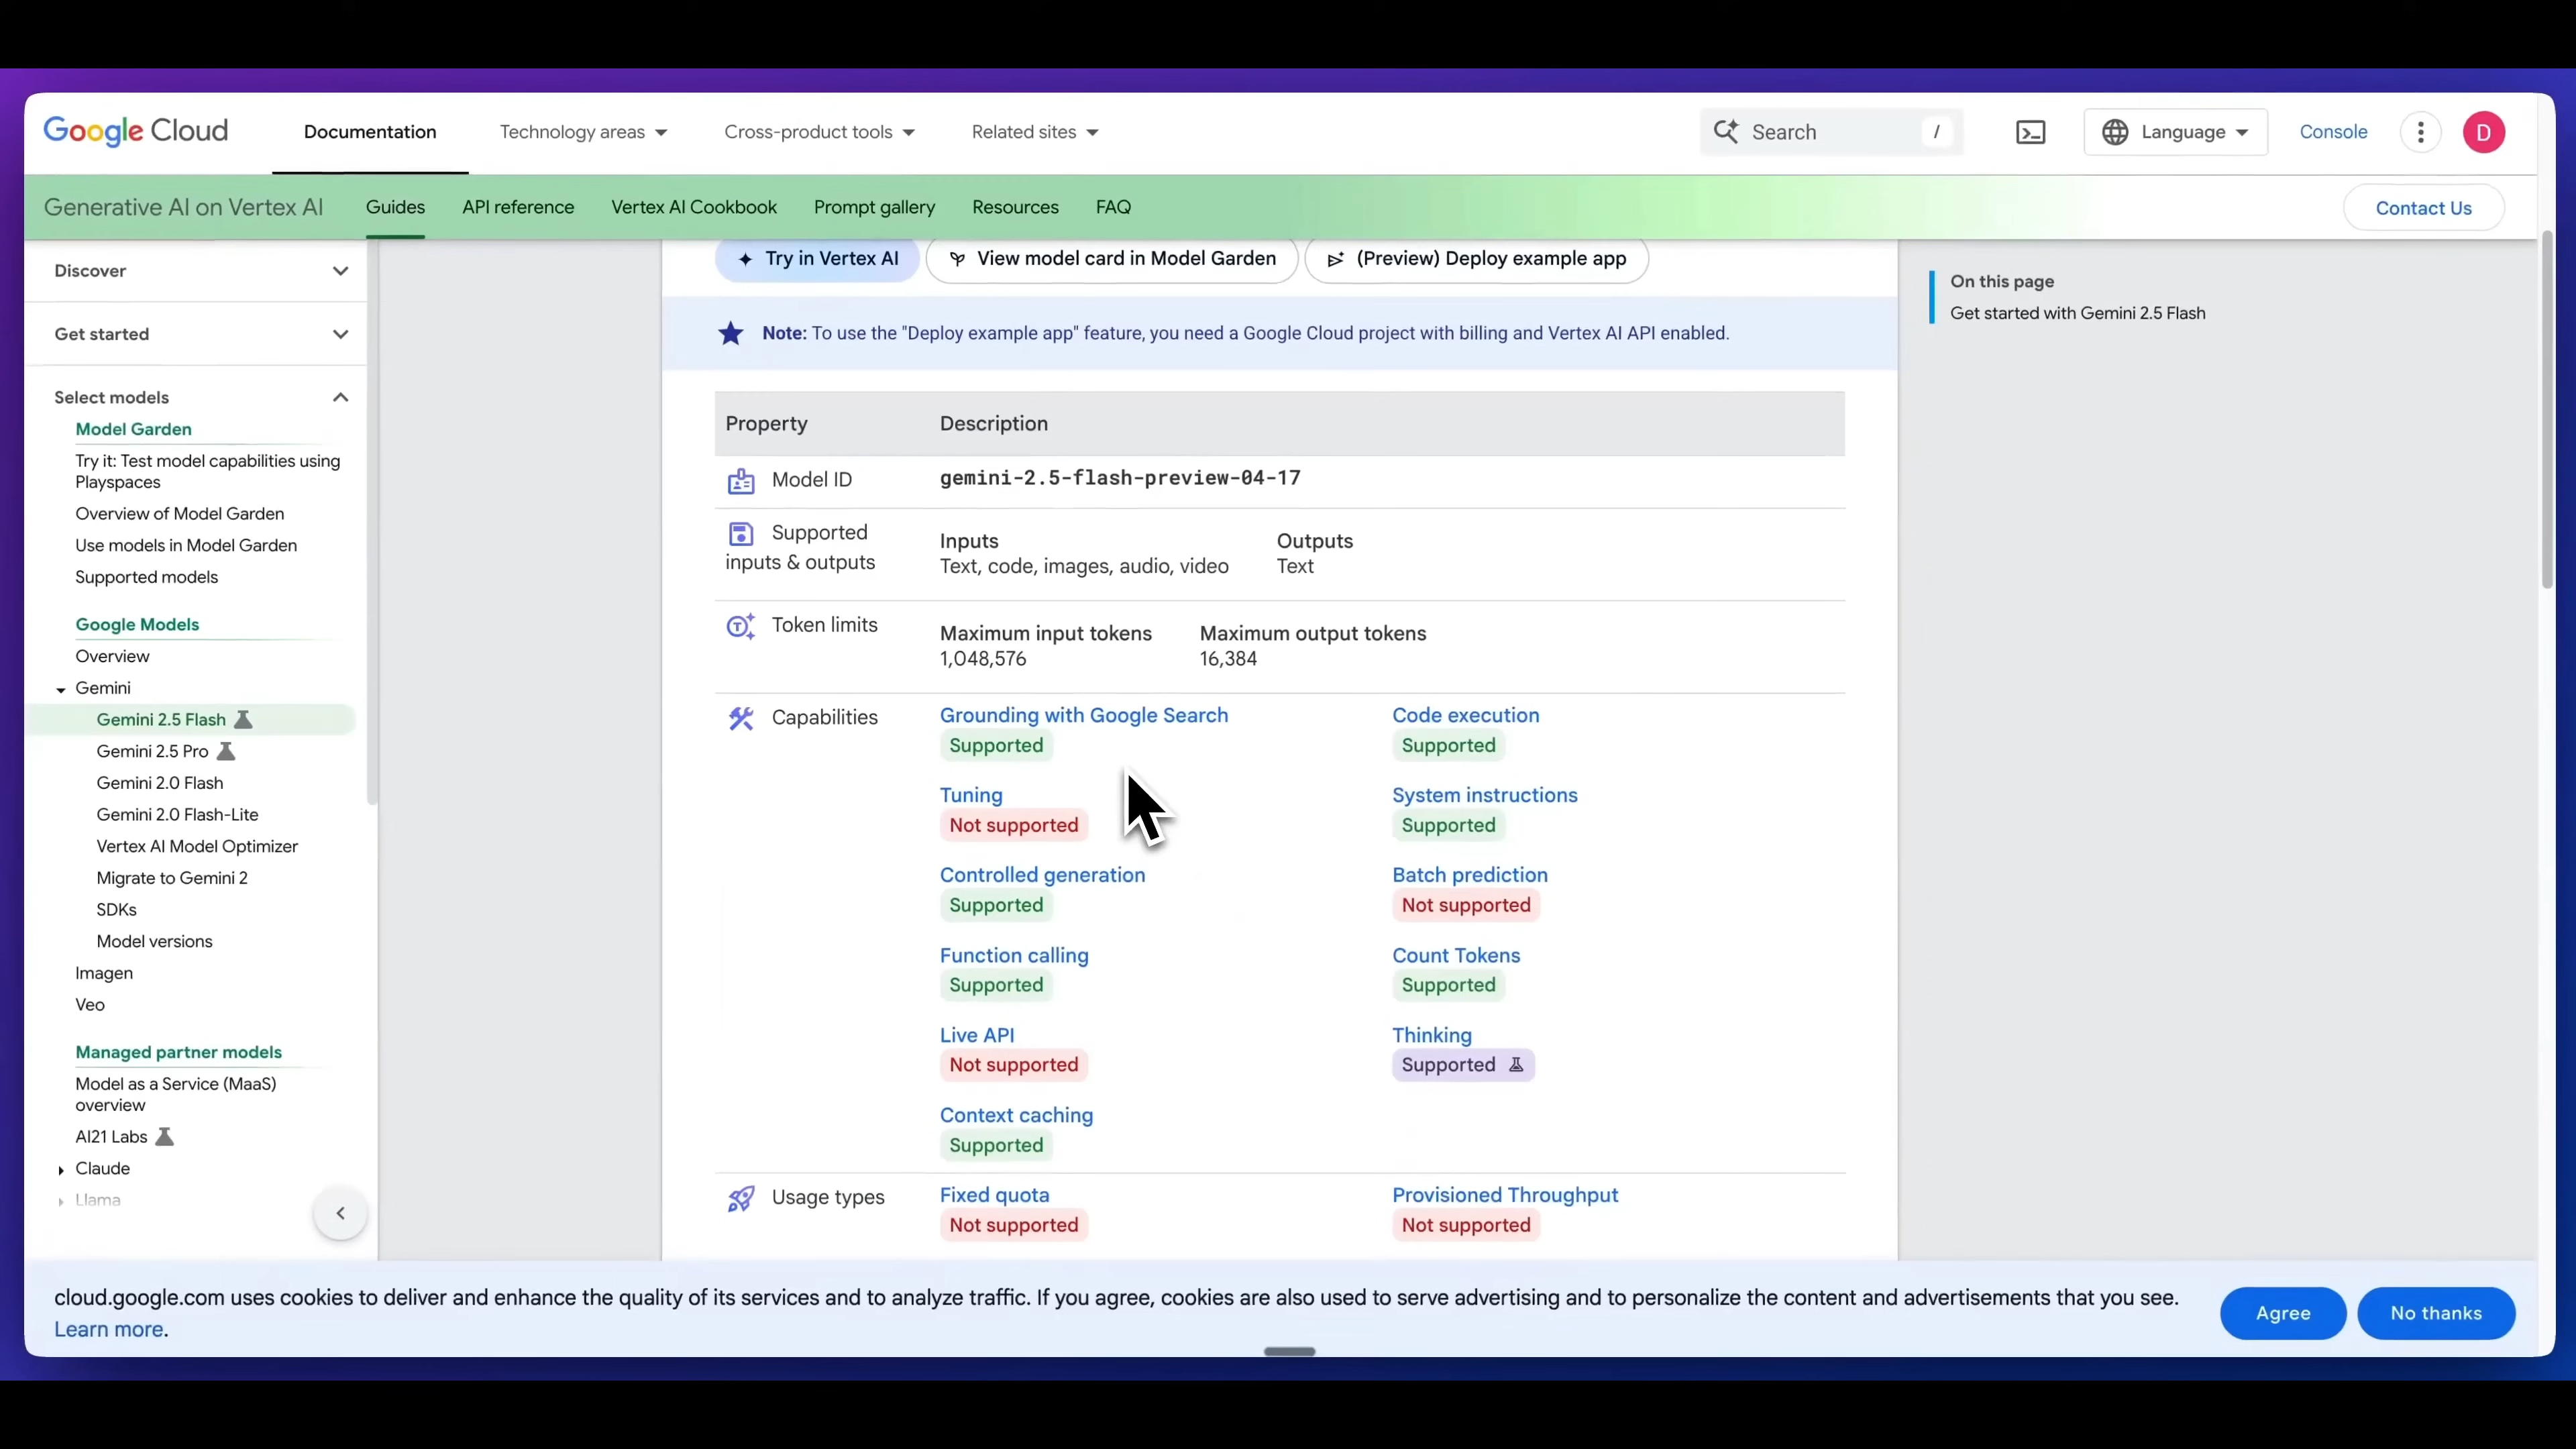 Google Cloud
Documentation
Technology areas
Cross-product tools
Related sites
Search
/
Language
Console
D
Generative AI on Vertex AI
Guides
API reference
Vertex AI Cookbook
Prompt gallery
Resources
FAQ
Contact Us
Discover
Get started
Select models
Model Garden
Try it: Test model capabilities using
Playspaces
Overview of Model Garden
Use models in Model Garden
Supported models
Google Models
Overview
Gemini
Gemini 2.5 Flash
Gemini 2.5 Pro
Gemini 2.0 Flash
Gemini 2.0 Flash-Lite
Vertex AI Model Optimizer
Migrate to Gemini 2
SDKs
Model versions
Imagen
Veo
Managed partner models
Model as a Service (MaaS)
overview
AI21 Labs
Claude
Llama
Try in Vertex AI
View model card in Model Garden
(Preview) Deploy example app
Note: To use the "Deploy example app" feature, you need a Google Cloud project with billing and Vertex AI API enabled.
Property Description
Model ID gemini-2.5-flash-preview-04-17
Supported
inputs & outputs
Inputs Outputs
Text, code, images, audio, video Text
Token limits
Maximum input tokens Maximum output tokens
1,048,576 16,384
Capabilities
Grounding with Google Search Code execution
Supported Supported
Tuning System instructions
Not supported Supported
Controlled generation Batch prediction
Supported Not supported
Function calling Count Tokens
Supported Supported
Live API Thinking
Not supported Supported
Context caching
Supported
Usage types
Fixed quota Provisioned Throughput
Not supported Not supported
On this page
Get started with Gemini 2.5 Flash
cloud.google.com uses cookies to deliver and enhance the quality of its services and to analyze traffic. If you agree, cookies are also used to serve advertising and to personalize the content and advertisements that you see.
Learn more.
Agree
No thanks